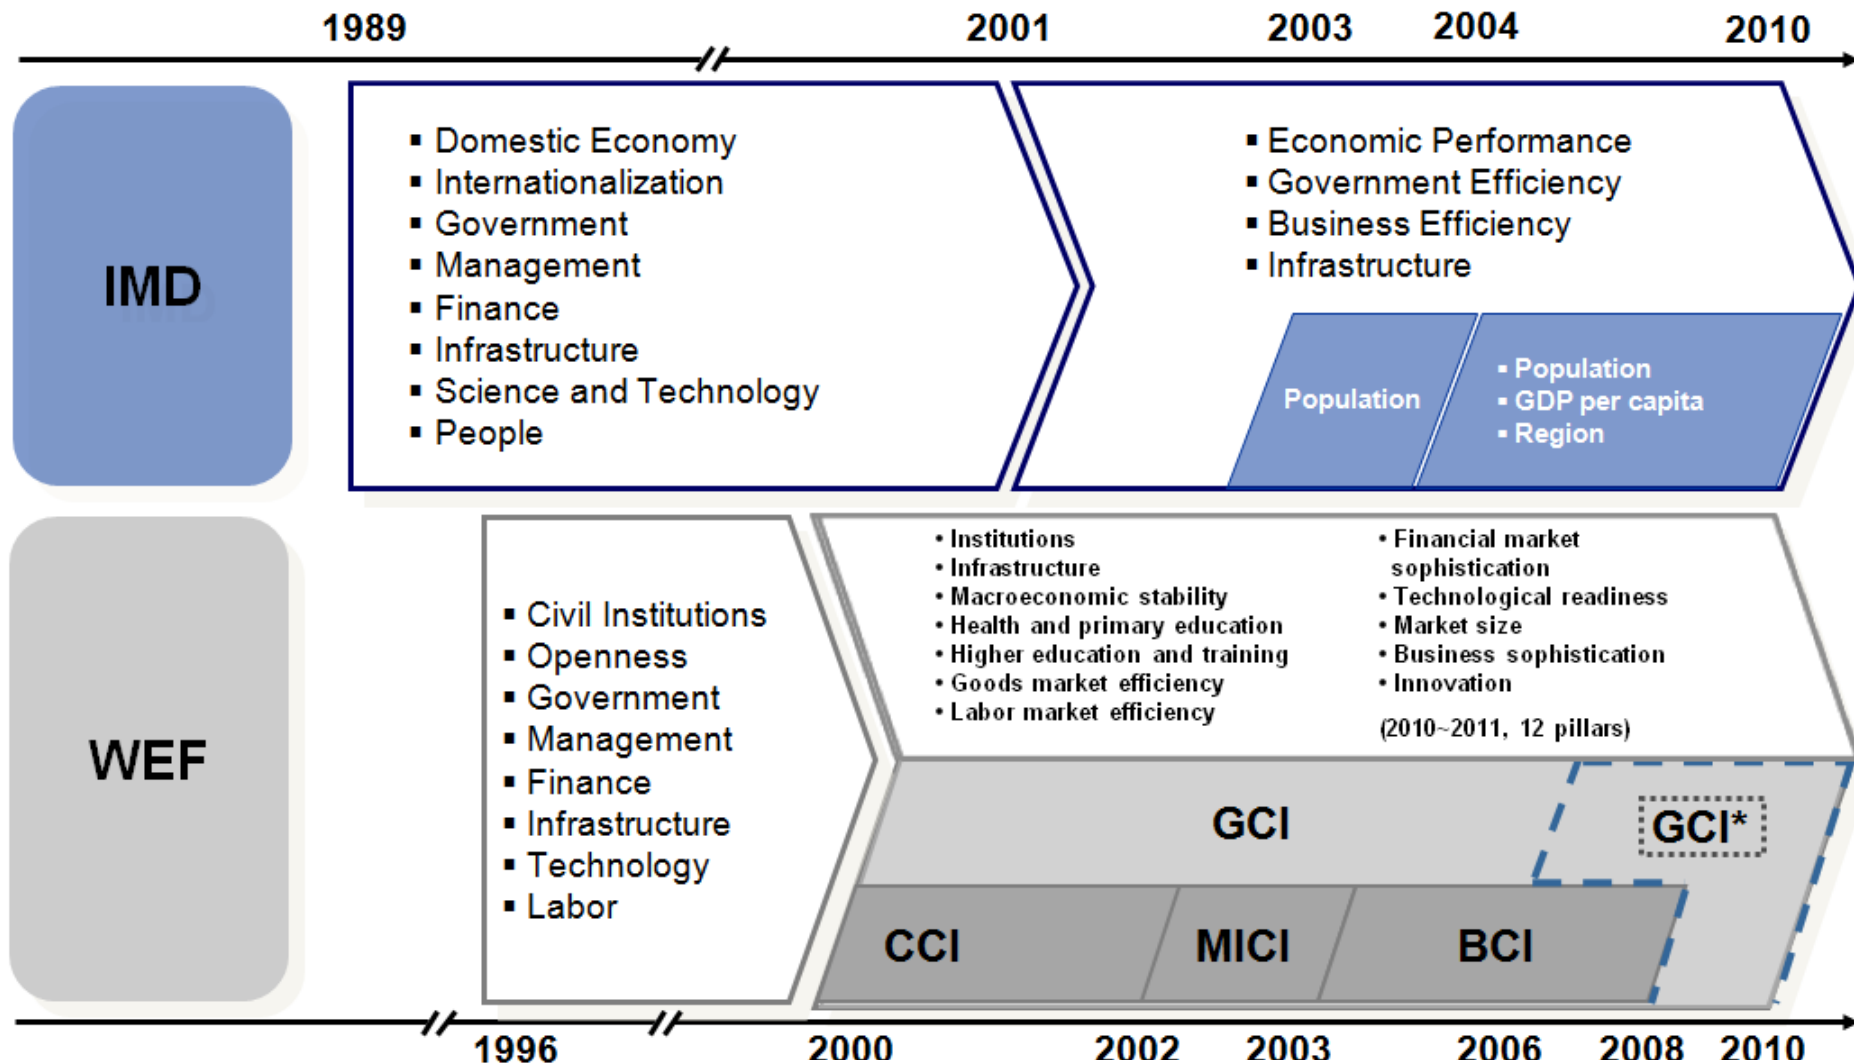 1989 2001 2003 2004 2010
IMD
▪ Domestic Economy
▪ Internationalization
▪ Government
▪ Management
▪ Finance
▪ Infrastructure
▪ Science and Technology
▪ People
▪ Economic Performance
▪ Government Efficiency
▪ Business Efficiency
▪ Infrastructure
Population
▪ Population
▪ GDP per capita
▪ Region
WEF
▪ Civil Institutions
▪ Openness
▪ Government
▪ Management
▪ Finance
▪ Infrastructure
▪ Technology
▪ Labor
• Institutions
• Infrastructure
• Macroeconomic stability
• Health and primary education
• Higher education and training
• Goods market efficiency
• Labor market efficiency
• Financial market
sophistication
• Technological readiness
• Market size
• Business sophistication
• Innovation
(2010~2011, 12 pillars)
GCI
GCI*
CCI
MICI
BCI
1996 2000 2002 2003 2006 2008 2010